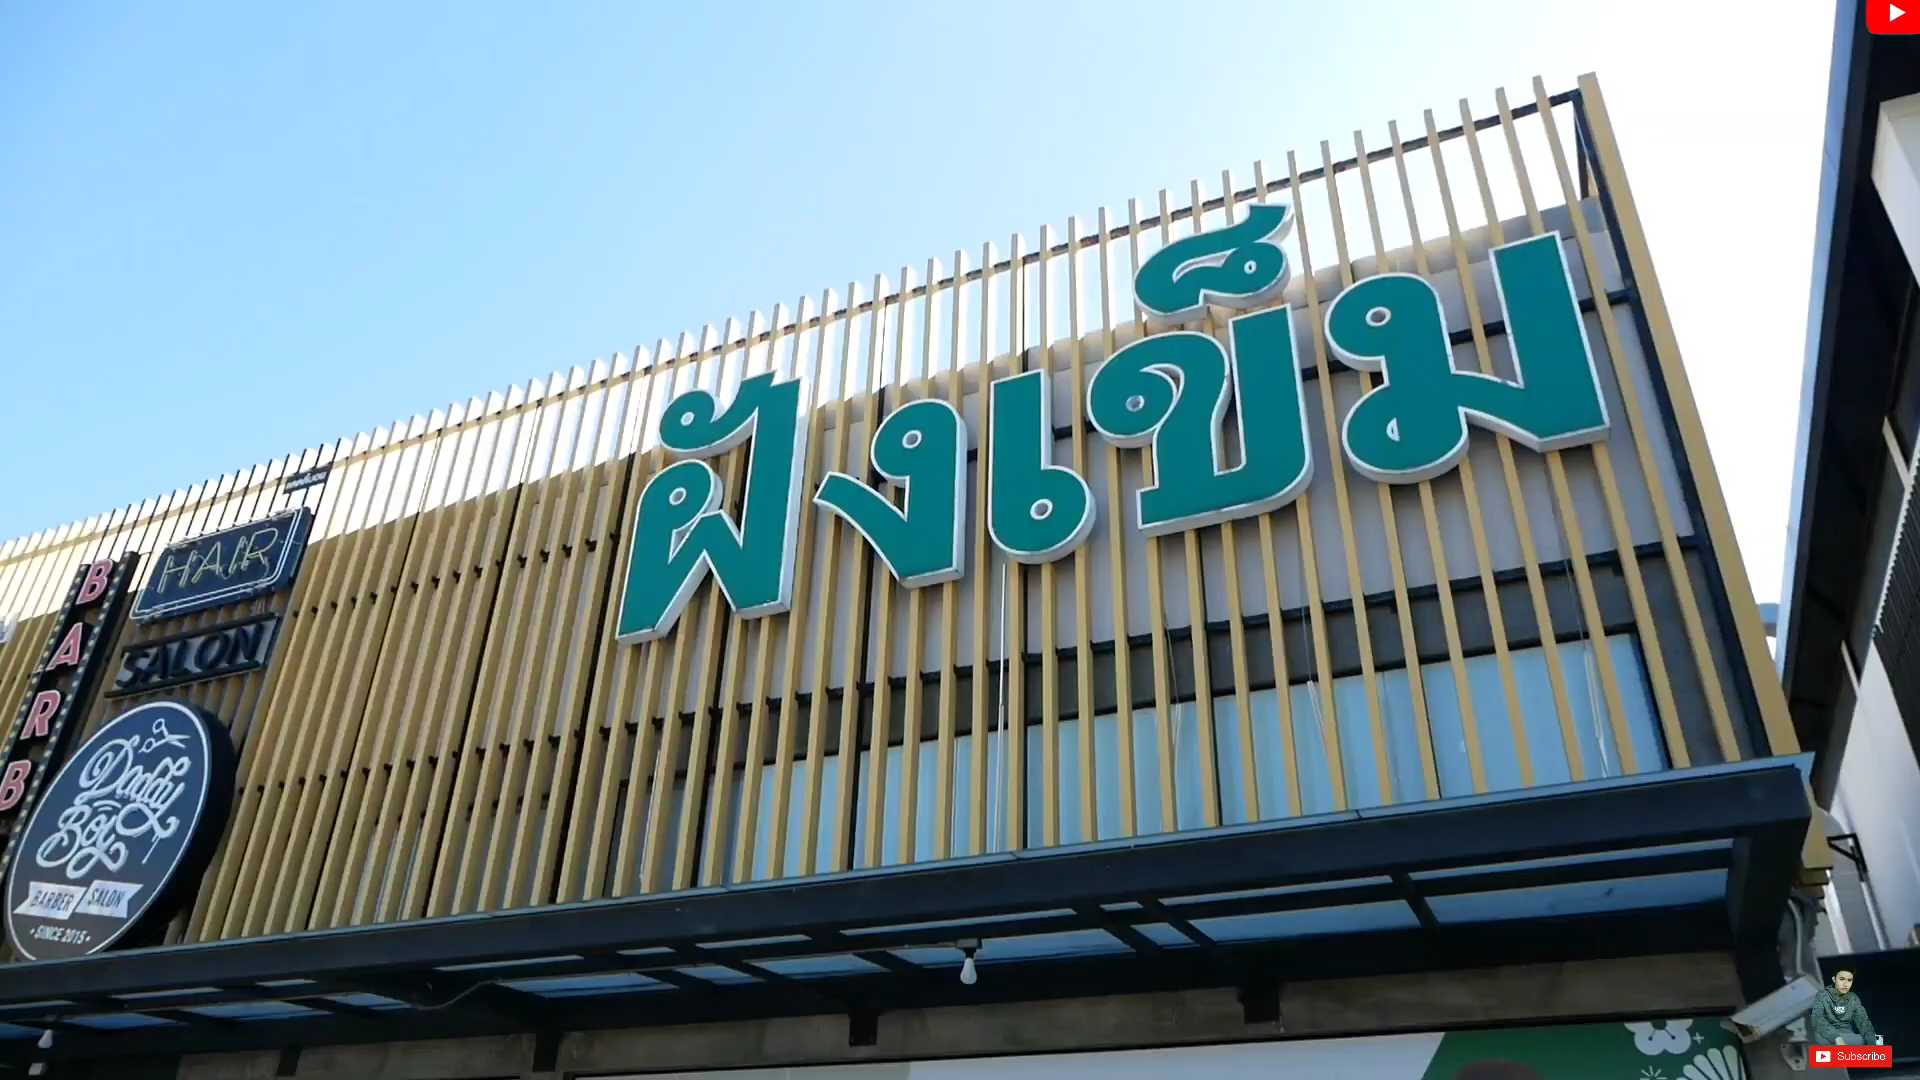 ฝังเข็ม
HAIR
SALON
BARB
Daddy
Boy
BARBER SALON
SINCE 2015
Subscribe